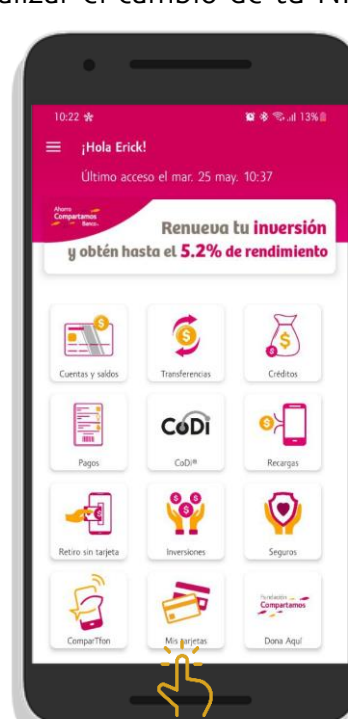 alizar el cambio de tu NI
10:22
13%
¡Hola Erick!
Último acceso el mar. 25 may. 10:37
Ahorro
Compartamos
Banco
Renueva tu inversión
y obtén hasta el 5.2% de rendimiento
Cuentas y saldos
Transferencias
Créditos
Pagos
CoDi
CoDi®
Recargas
Retiro sin tarjeta
Inversiones
Seguros
ComparTfon
Mis tarjetas
Fundación
Compartamos
Dona Aquí